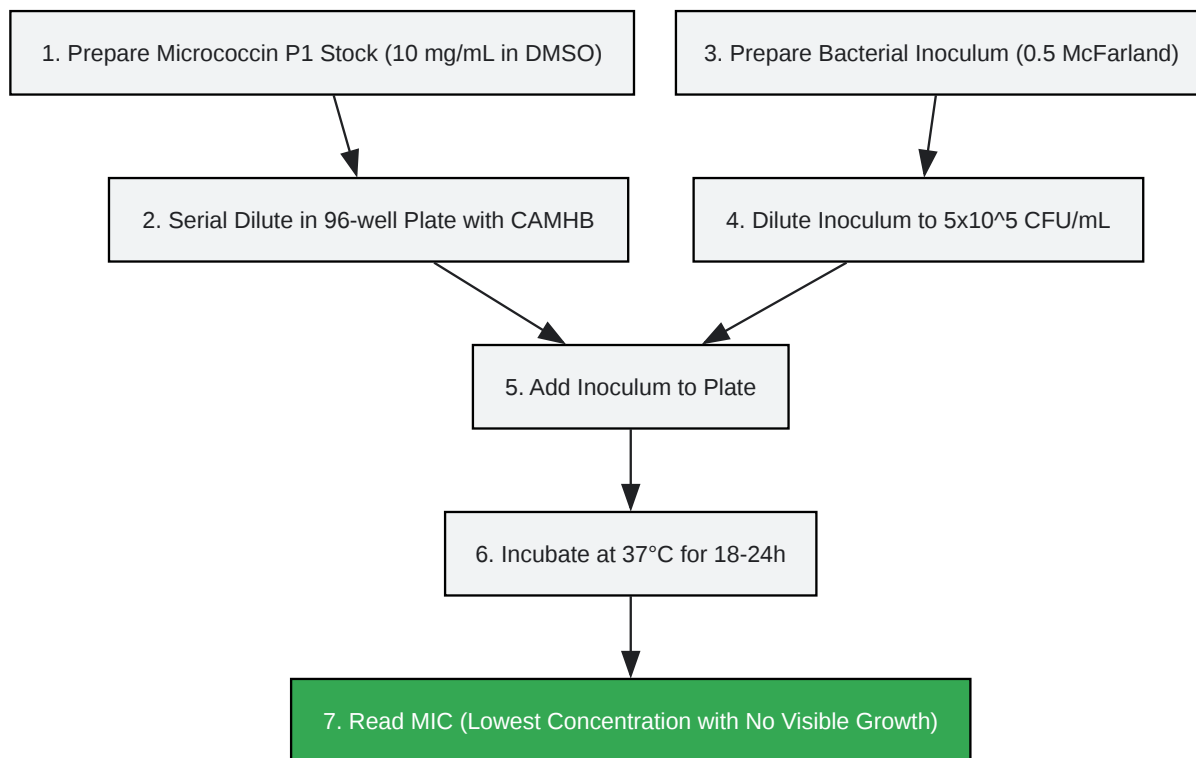 1. Prepare Micrococcin P1 Stock (10 mg/mL in DMSO)
3. Prepare Bacterial Inoculum (0.5 McFarland)
2. Serial Dilute in 96-well Plate with CAMHB
4. Dilute Inoculum to 5x10^5 CFU/mL
5. Add Inoculum to Plate
6. Incubate at 37°C for 18-24h
7. Read MIC (Lowest Concentration with No Visible Growth)